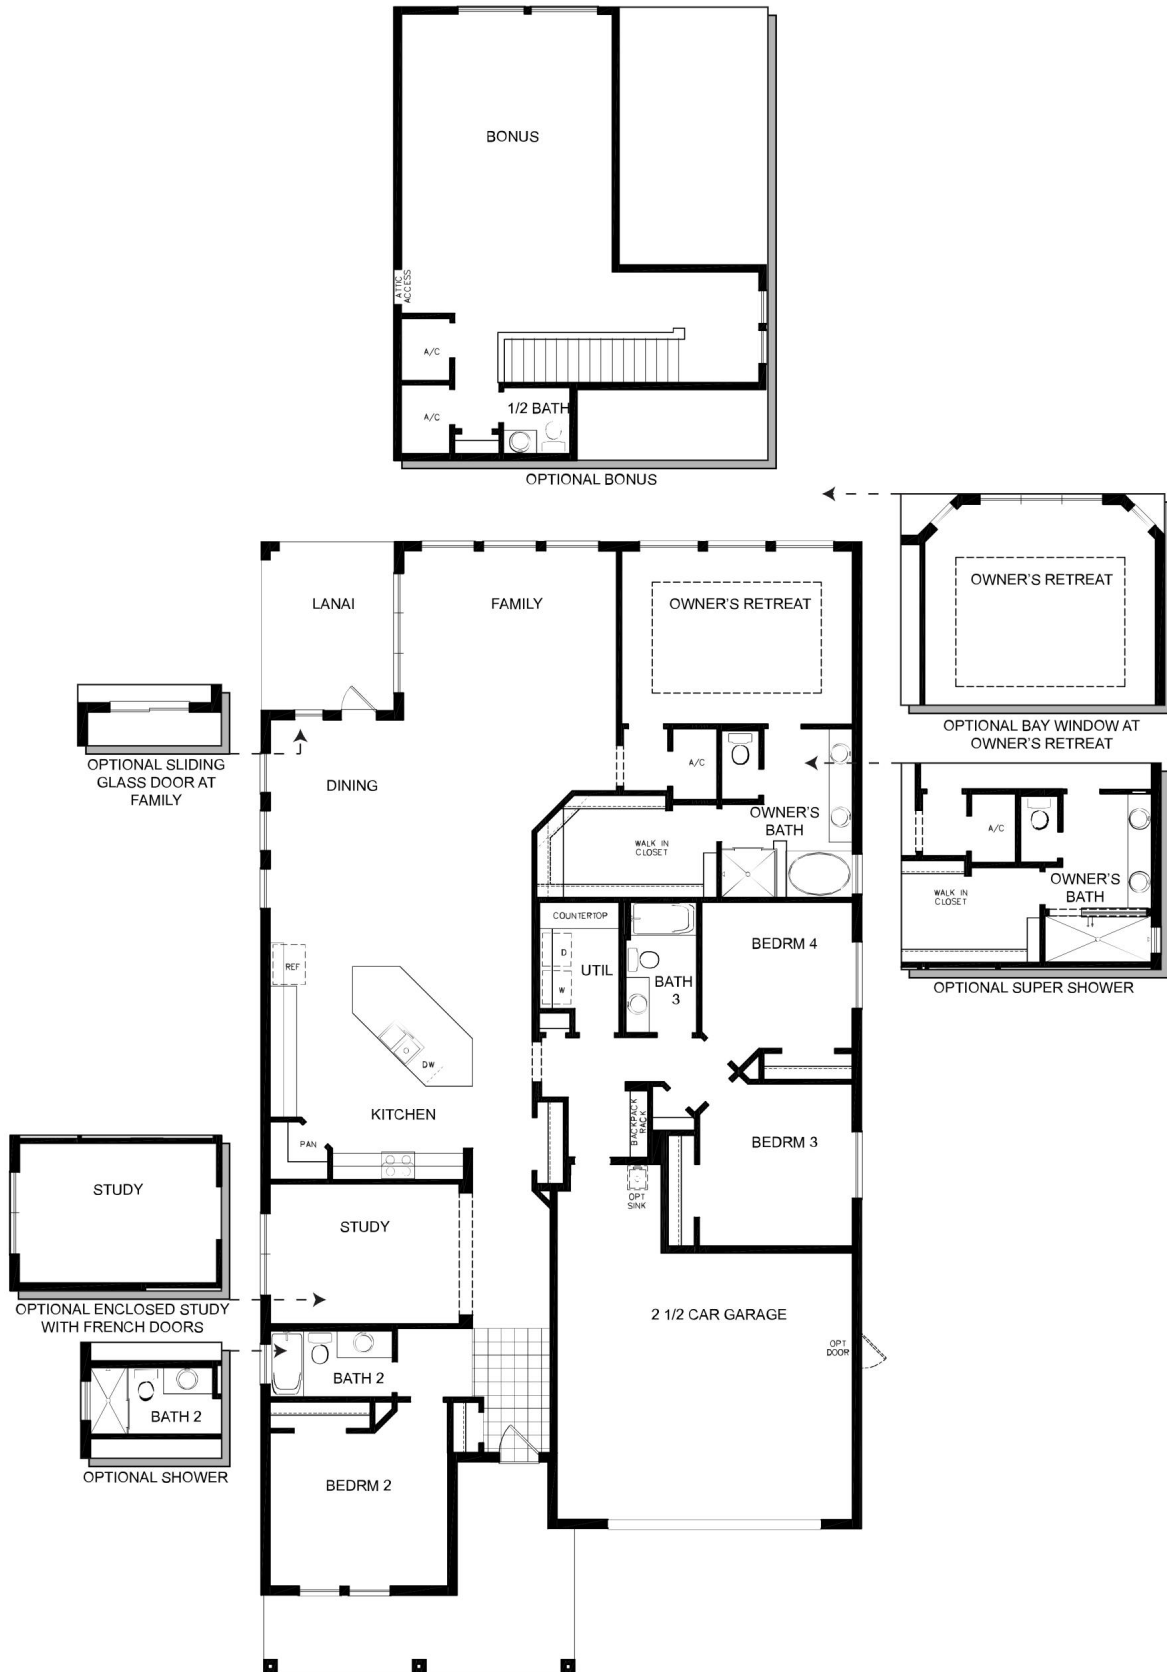 BONUS
ATTIC
ACCESS
A/C
A/C
1/2 BATH
OPTIONAL BONUS
LANAI
FAMILY
OWNER'S RETREAT
OWNER'S RETREAT
OPTIONAL BAY WINDOW AT
OWNER'S RETREAT
OPTIONAL SLIDING
GLASS DOOR AT
FAMILY
DINING
A/C
OWNER'S
BATH
WALK IN
CLOSET
A/C
WALK IN
CLOSET
OWNER'S
BATH
OPTIONAL SUPER SHOWER
COUNTERTOP
D
W
UTIL
BATH
3
BEDRM 4
REF
DW
KITCHEN
PAN
BACKPACK
RACK
BEDRM 3
OPT
SINK
STUDY
OPTIONAL ENCLOSED STUDY
WITH FRENCH DOORS
STUDY
2 1/2 CAR GARAGE
OPT
DOOR
BATH 2
BATH 2
OPTIONAL SHOWER
BEDRM 2